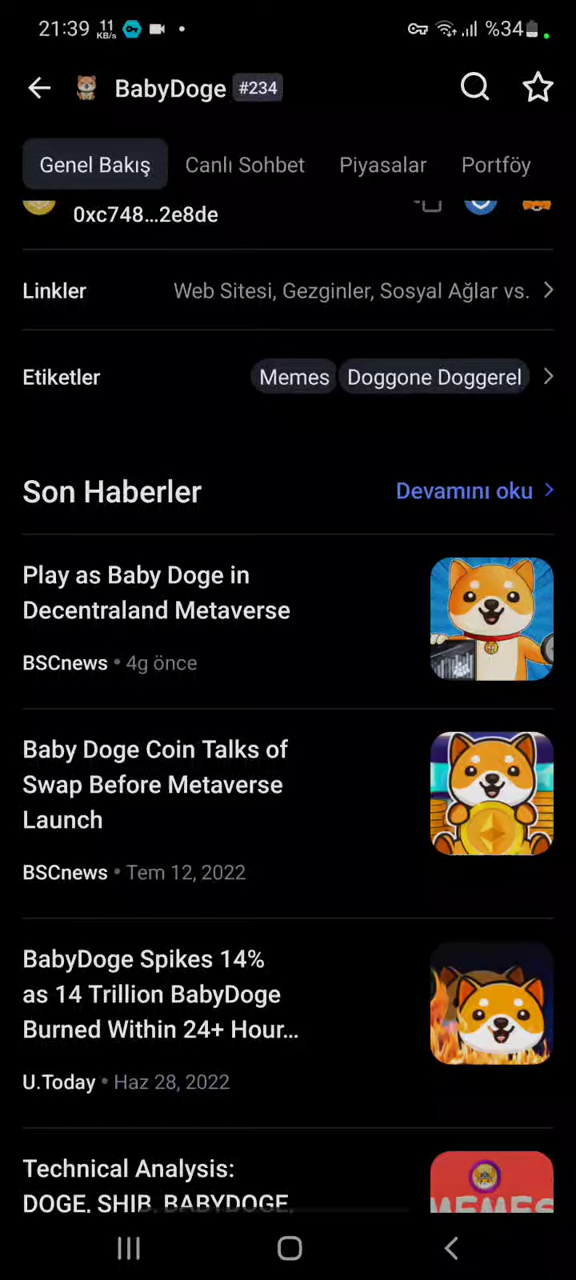 21:39 11 KB/s %34
BabyDoge #234
Genel Bakış Canlı Sohbet Piyasalar Portföy
0xc748...2e8de
Linkler Web Sitesi, Gezginler, Sosyal Ağlar vs.
Etiketler Memes Doggone Doggerel
Son Haberler Devamını oku
Play as Baby Doge in
Decentraland Metaverse
BSCnews • 4g önce
Baby Doge Coin Talks of
Swap Before Metaverse
Launch
BSCnews • Tem 12, 2022
BabyDoge Spikes 14%
as 14 Trillion BabyDoge
Burned Within 24+ Hour...
U.Today • Haz 28, 2022
Technical Analysis:
DOGE, SHIB, BABYDOGE,
MEMES